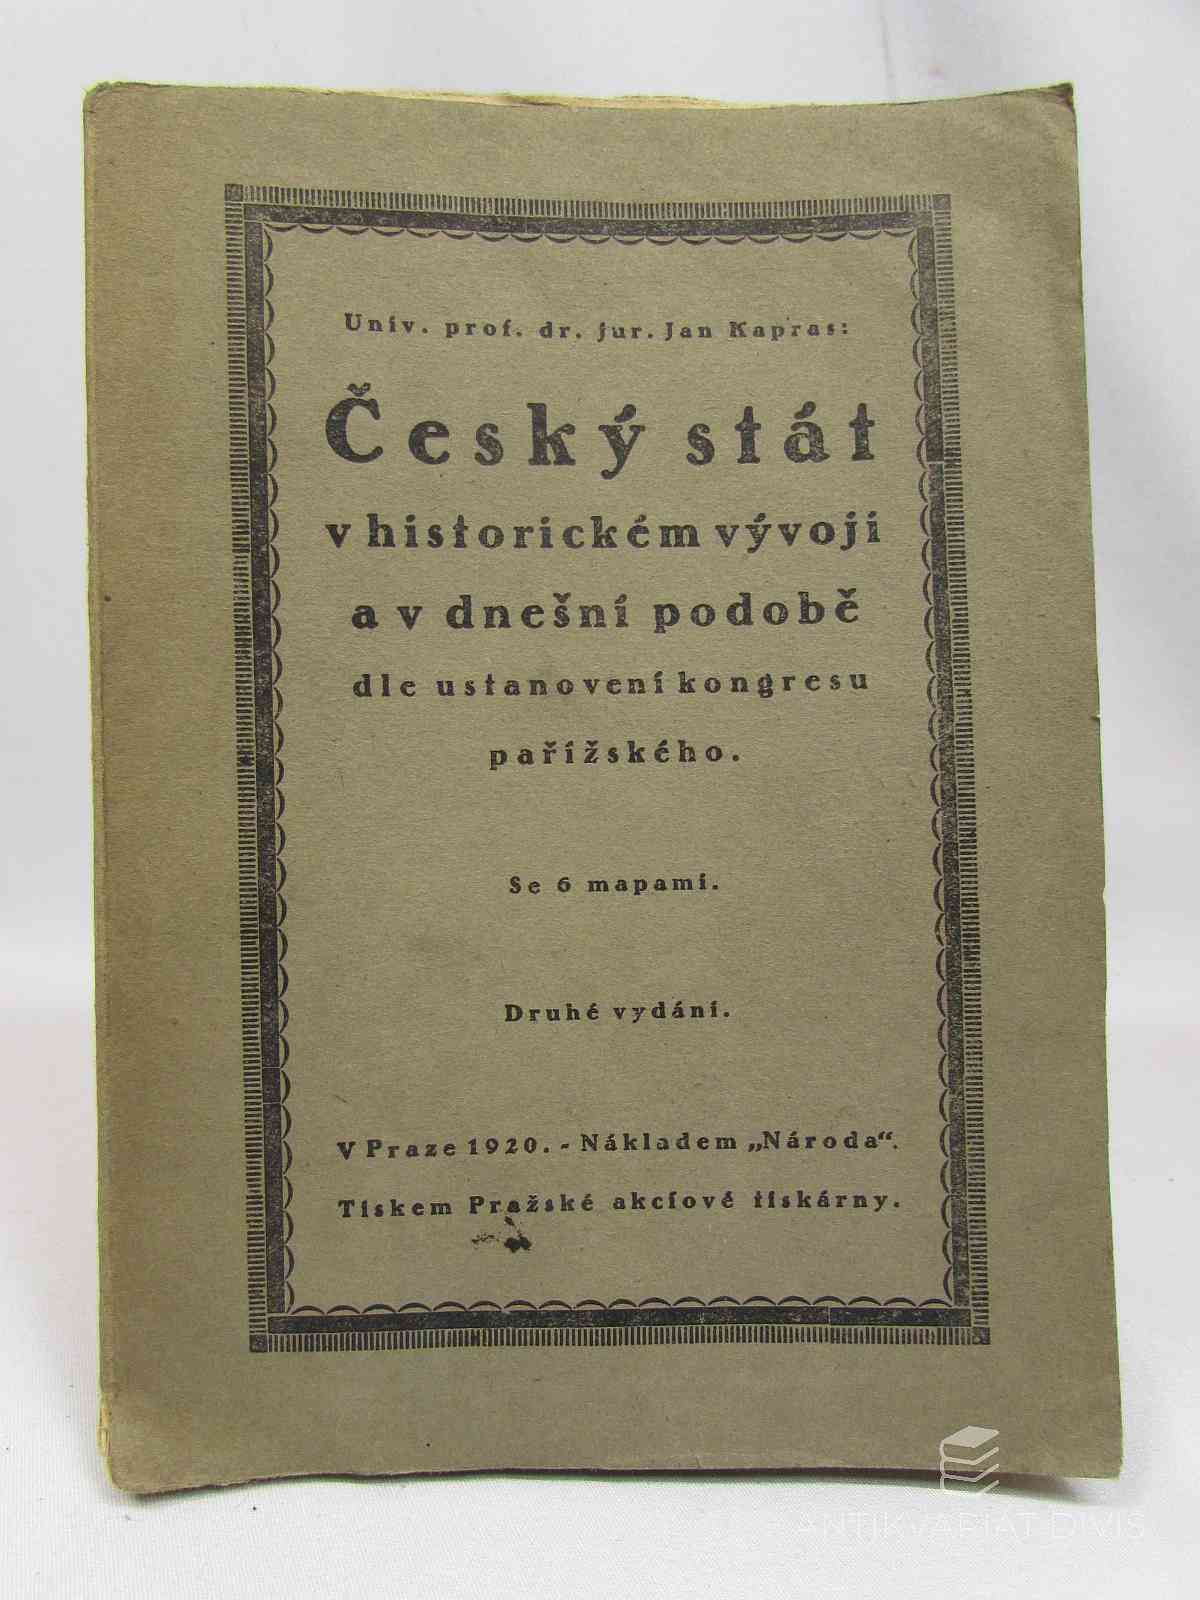 Univ. prof. dr. jur. Jan Kapras:
Český stát
v historickém vývoji
a v dnešní podobě
dle ustanovení kongresu
pařížského.
Se 6 mapami.
Druhé vydání.
V Praze 1920. - Nákladem „Národa“.
Tiskem Pražské akciové tiskárny.
ANTIKVARIÁT DIVIŠ